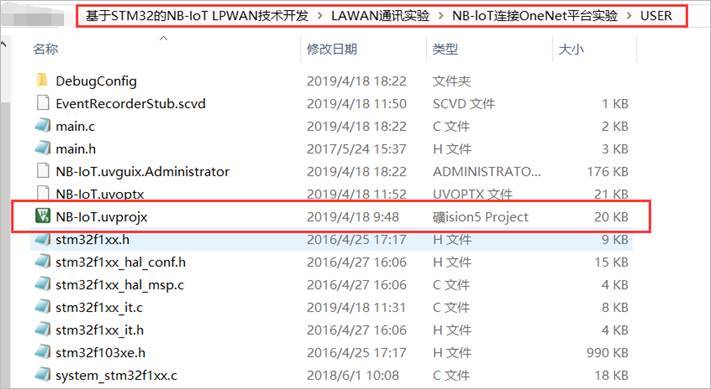 基于STM32的NB-IoT LPWAN技术开发 > LAWAN通讯实验 > NB-IoT连接OneNet平台实验 > USER
名称 修改日期 类型 大小
DebugConfig 2019/4/18 18:22 文件夹
EventRecorderStub.scvd 2019/4/18 11:50 SCVD 文件 1 KB
main.c 2019/4/18 18:22 C 文件 2 KB
main.h 2017/5/24 15:37 H 文件 3 KB
NB-IoT.uvguix.Administrator 2019/4/18 18:22 ADMINISTRATO... 176 KB
NB-IoT.uvoptx 2019/4/18 11:52 UVOPTX 文件 21 KB
NB-IoT.uvprojx 2019/4/18 9:48 礦ision5 Project 20 KB
stm32f1xx.h 2016/4/25 17:17 H 文件 9 KB
stm32f1xx_hal_conf.h 2016/4/27 16:06 H 文件 15 KB
stm32f1xx_hal_msp.c 2016/4/27 16:06 C 文件 4 KB
stm32f1xx_it.c 2019/4/18 11:31 C 文件 8 KB
stm32f1xx_it.h 2016/4/27 16:06 H 文件 4 KB
stm32f103xe.h 2016/4/25 17:17 H 文件 990 KB
system_stm32f1xx.c 2018/6/1 10:08 C 文件 18 KB